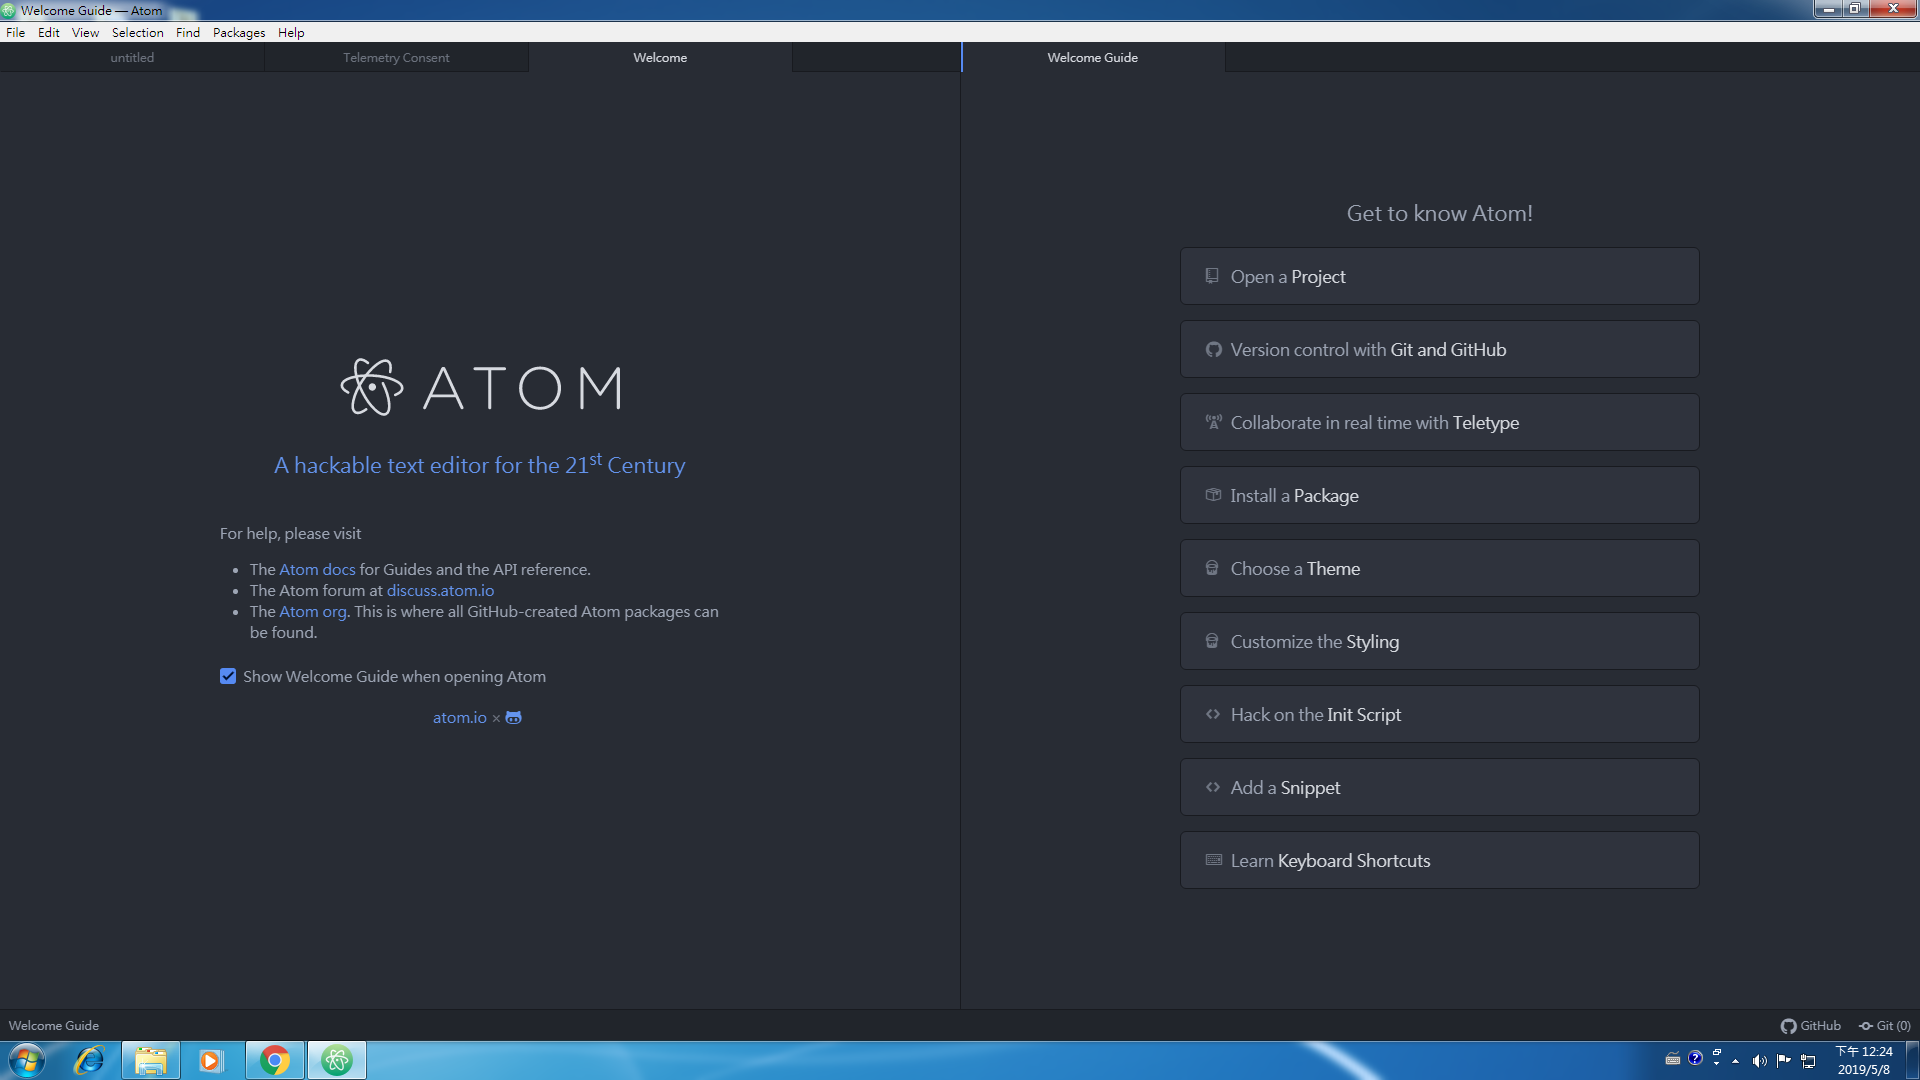 Welcome Guide — Atom
File Edit View Selection Find Packages Help
untitled
Telemetry Consent
Welcome
Welcome Guide
ATOM
A hackable text editor for the 21st Century
For help, please visit
The Atom docs for Guides and the API reference.
The Atom forum at discuss.atom.io
The Atom org. This is where all GitHub-created Atom packages can
be found.
Show Welcome Guide when opening Atom
atom.io ×
Get to know Atom!
Open a Project
Version control with Git and GitHub
Collaborate in real time with Teletype
Install a Package
Choose a Theme
Customize the Styling
Hack on the Init Script
Add a Snippet
Learn Keyboard Shortcuts
Welcome Guide
GitHub
Git (0)
下午 12:24
2019/5/8